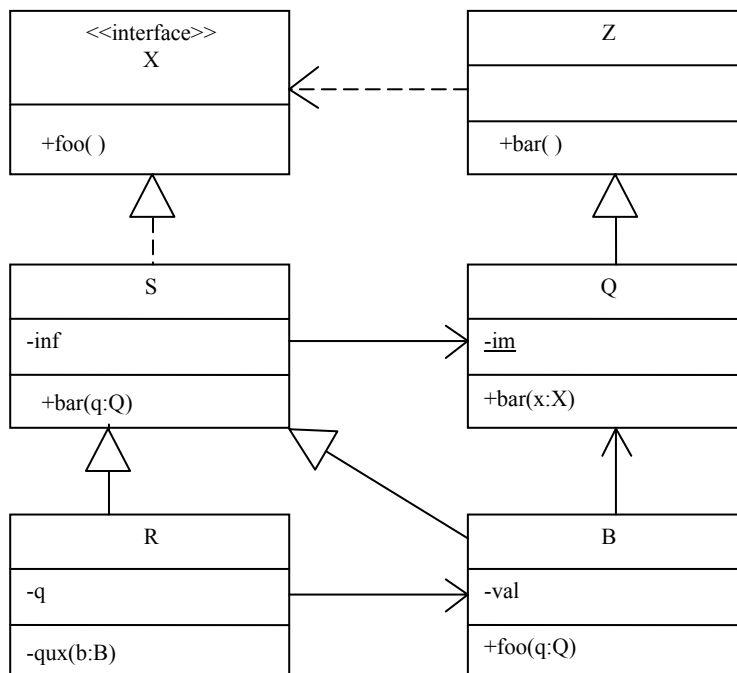 <<interface>>
X
+foo( )
Z
+bar( )
S
-inf
+bar(q:Q)
Q
-im
+bar(x:X)
R
-q
-qux(b:B)
B
-val
+foo(q:Q)